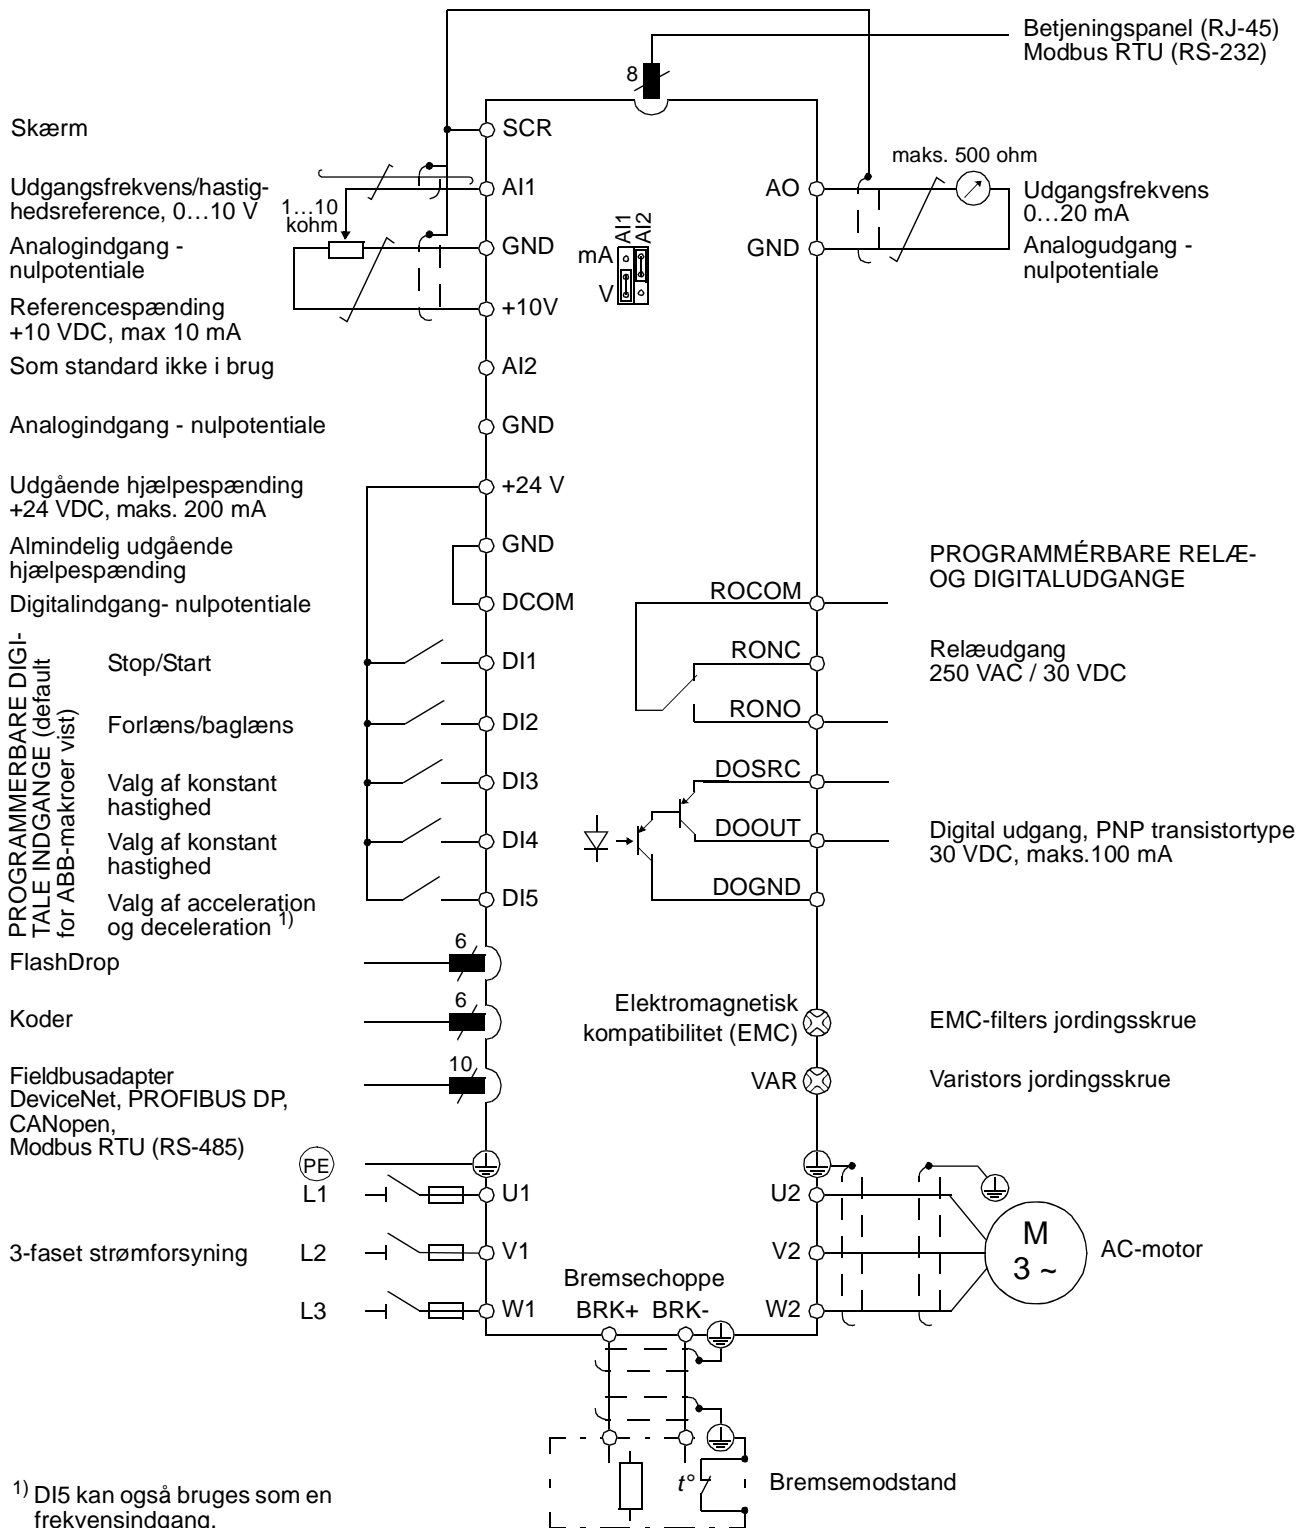 Betjeningspanel (RJ-45)
Modbus RTU (RS-232)
8
Skærm
SCR
maks. 500 ohm
Udgangsfrekvens/hastig-
hedsreference, 0…10 V
AI1
AO
Udgangsfrekvens
0…20 mA
1…10
kohm
AI1
AI2
mA
V
Analogindgang -
nulpotentiale
GND
GND
Analogudgang -
nulpotentiale
Referencespænding
+10 VDC, max 10 mA
+10V
Som standard ikke i brug
AI2
Analogindgang - nulpotentiale
GND
Udgående hjælpespænding
+24 VDC, maks. 200 mA
+24 V
Almindelig udgående
hjælpespænding
GND
PROGRAMMÉRBARE RELÆ-
OG DIGITALUDGANGE
Digitalindgang- nulpotentiale
DCOM
ROCOM
PROGRAMMERBARE DIGI-
TALE INDGANGE (default
for ABB-makroer vist)
Stop/Start
DI1
RONC
Relæudgang
250 VAC / 30 VDC
Forlæns/baglæns
DI2
RONO
Valg af konstant
hastighed
DI3
DOSRC
Valg af konstant
hastighed
DI4
DOOUT
Digital udgang, PNP transistortype
30 VDC, maks.100 mA
Valg af acceleration
og deceleration 1)
DI5
DOGND
FlashDrop
6
Koder
6
Elektromagnetisk
kompatibilitet (EMC)
EMC-filters jordingsskrue
Fieldbusadapter
DeviceNet, PROFIBUS DP,
CANopen,
Modbus RTU (RS-485)
10
VAR
Varistors jordingsskrue
PE
L1
U1
U2
3-faset strømforsyning
L2
V1
V2
M
3 ~
AC-motor
L3
W1
Bremsechoppe
BRK+ BRK-
W2
t°
Bremsemodstand
1) DI5 kan også bruges som en
frekvensindgang.